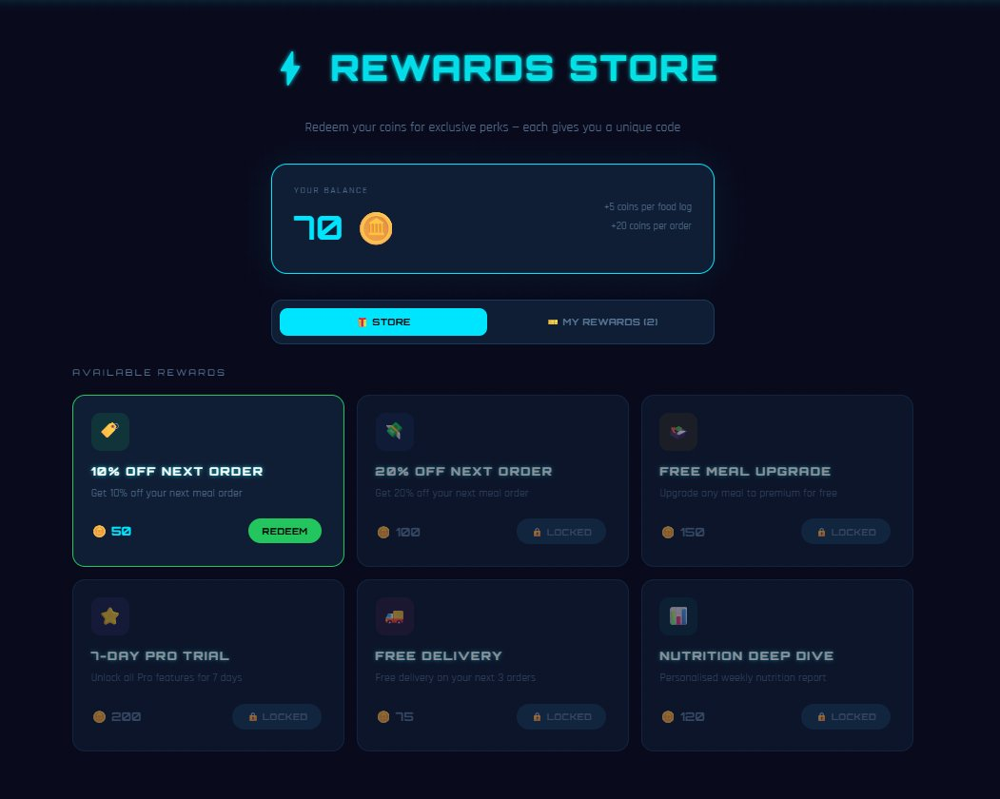 REWARDS STORE
Redeem your coins for exclusive perks — each gives you a unique code
YOUR BALANCE
70
+5 coins per food log
+20 coins per order
STORE
MY REWARDS (2)
AVAILABLE REWARDS
10% OFF NEXT ORDER
Get 10% off your next meal order
50
REDEEM
20% OFF NEXT ORDER
Get 20% off your next meal order
100
LOCKED
FREE MEAL UPGRADE
Upgrade any meal to premium for free
150
LOCKED
7-DAY PRO TRIAL
Unlock all Pro features for 7 days
200
LOCKED
FREE DELIVERY
Free delivery on your next 3 orders
75
LOCKED
NUTRITION DEEP DIVE
Personalised weekly nutrition report
120
LOCKED